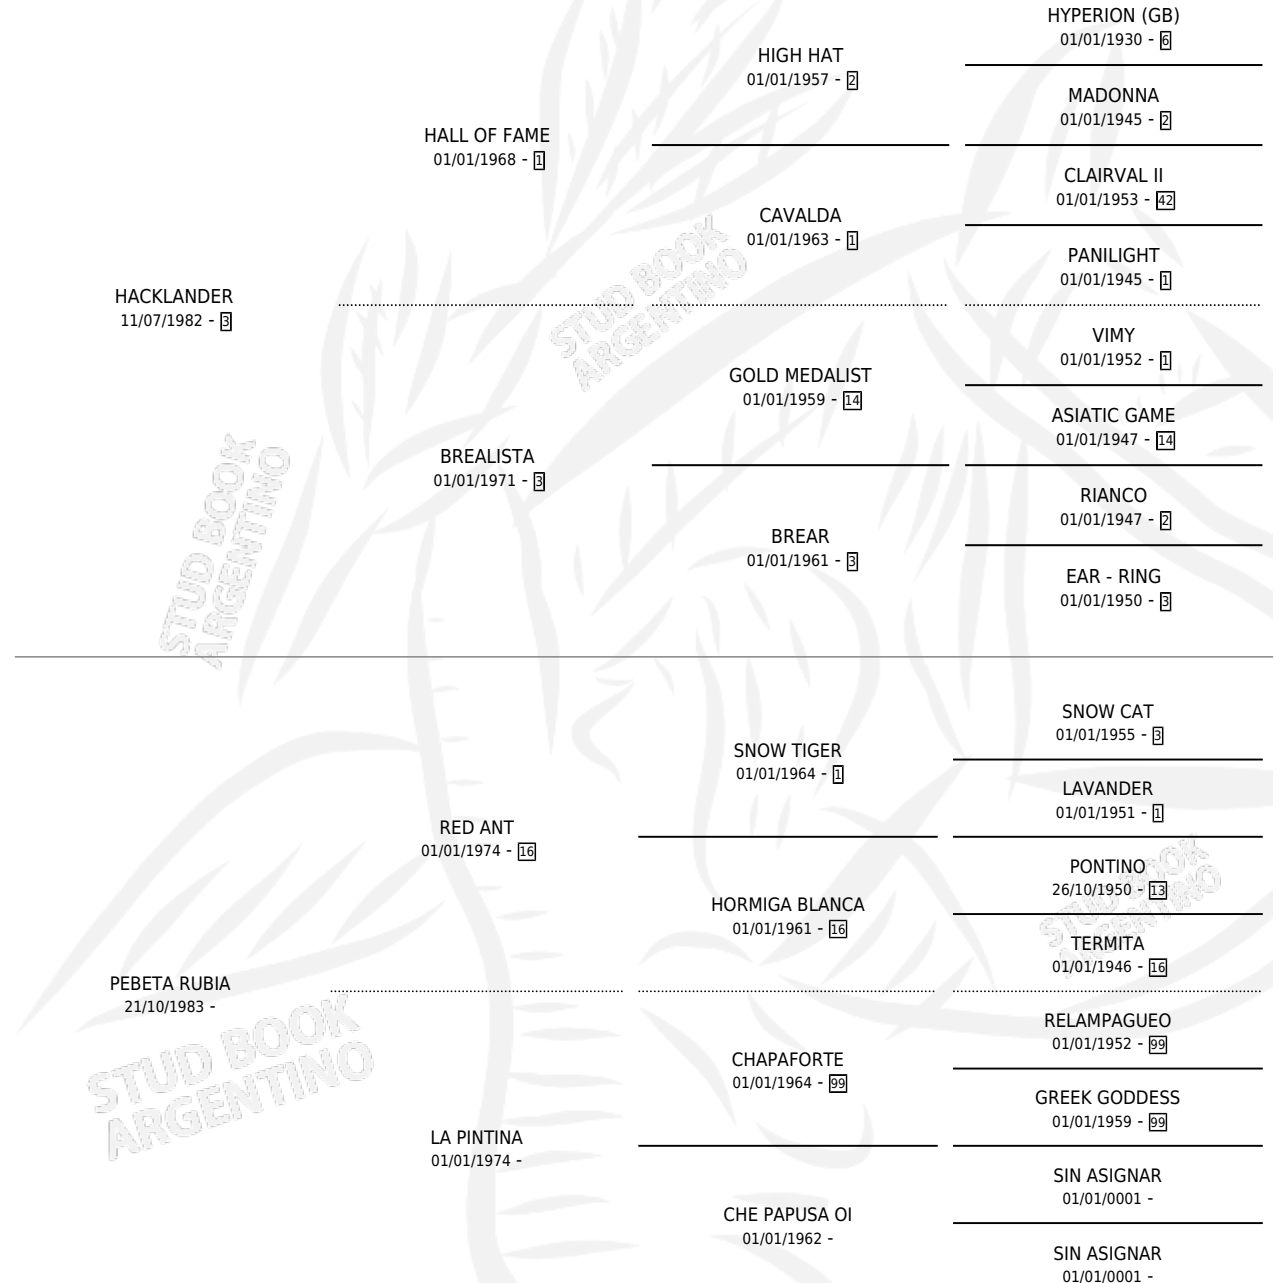 HYPERION (GB)
01/01/1930 - 6
HIGH HAT
01/01/1957 - 2
MADONNA
01/01/1945 - 2
HALL OF FAME
01/01/1968 - 1
CLAIRVAL II
01/01/1953 - 42
CAVALDA
01/01/1963 - 1
PANILIGHT
01/01/1945 - 1
HACKLANDER
11/07/1982 - 3
VIMY
01/01/1952 - 1
GOLD MEDALIST
01/01/1959 - 14
ASIATIC GAME
01/01/1947 - 14
BREALISTA
01/01/1971 - 3
RIANCO
01/01/1947 - 2
BREAR
01/01/1961 - 3
EAR - RING
01/01/1950 - 3
SNOW CAT
01/01/1955 - 3
SNOW TIGER
01/01/1964 - 1
LAVANDER
01/01/1951 - 1
RED ANT
01/01/1974 - 16
PONTINO
26/10/1950 - 13
HORMIGA BLANCA
01/01/1961 - 16
TERMITA
01/01/1946 - 16
PEBETA RUBIA
21/10/1983 -
RELAMPAGUEO
01/01/1952 - 99
CHAPAFORTE
01/01/1964 - 99
GREEK GODDESS
01/01/1959 - 99
LA PINTINA
01/01/1974 -
SIN ASIGNAR
01/01/0001 -
CHE PAPUSA OI
01/01/1962 -
SIN ASIGNAR
01/01/0001 -
STUD BOOK
ARGENTINO
STUD BOOK
ARGENTINO
STUD BOOK
ARGENTINO
STUD BOOK
ARGENTINO